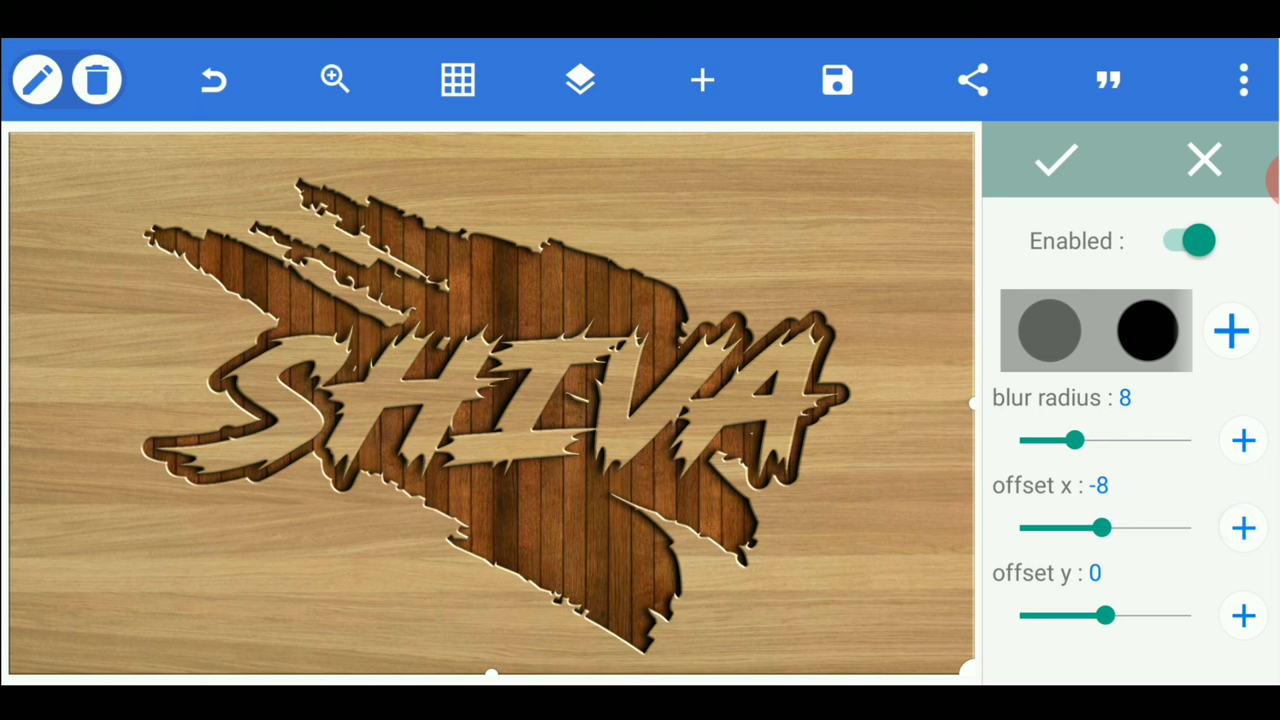 Enabled :
blur radius : 8
offset x : -8
offset y : 0
SHIVA